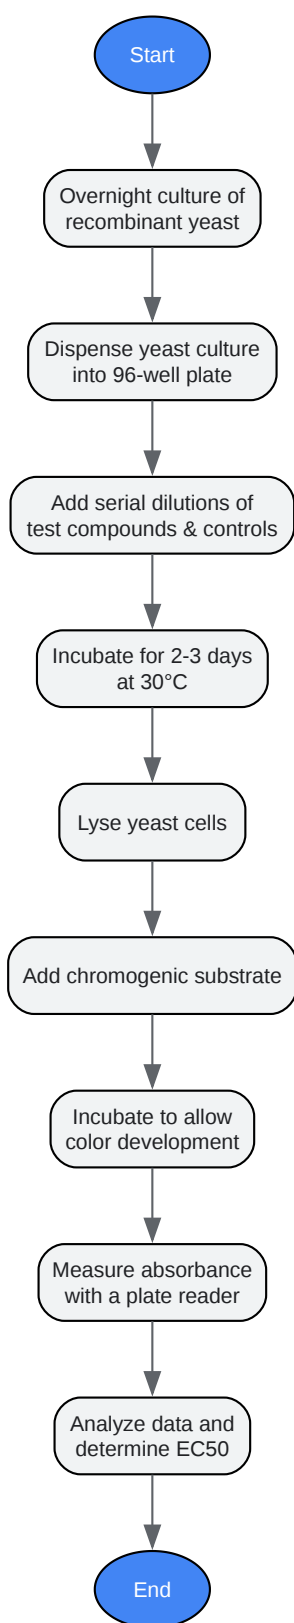 Start
Overnight culture of
recombinant yeast
Dispense yeast culture
into 96-well plate
Add serial dilutions of
test compounds & controls
Incubate for 2-3 days
at 30°C
Lyse yeast cells
Add chromogenic substrate
Incubate to allow
color development
Measure absorbance
with a plate reader
Analyze data and
determine EC50
End